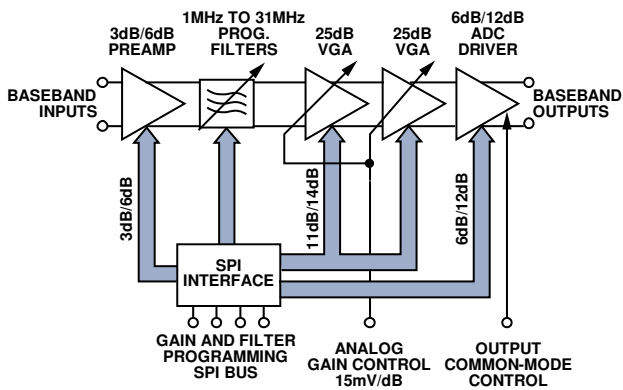 3dB/6dB
PREAMP
1MHz TO 31MHz
PROG.
FILTERS
25dB
VGA
25dB
VGA
6dB/12dB
ADC
DRIVER
BASEBAND
INPUTS
BASEBAND
OUTPUTS
3dB/6dB
11dB/14dB
6dB/12dB
SPI
INTERFACE
GAIN AND FILTER
PROGRAMMING
SPI BUS
ANALOG
GAIN CONTROL
15mV/dB
OUTPUT
COMMON-MODE
CONTROL